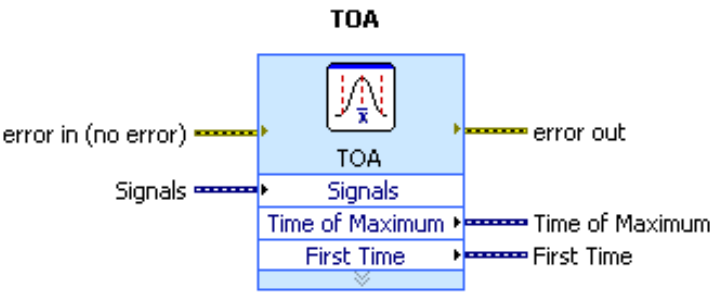 TOA
x
error in (no error)
error out
TOA
Signals
Signals
Time of Maximum
Time of Maximum
First Time
First Time